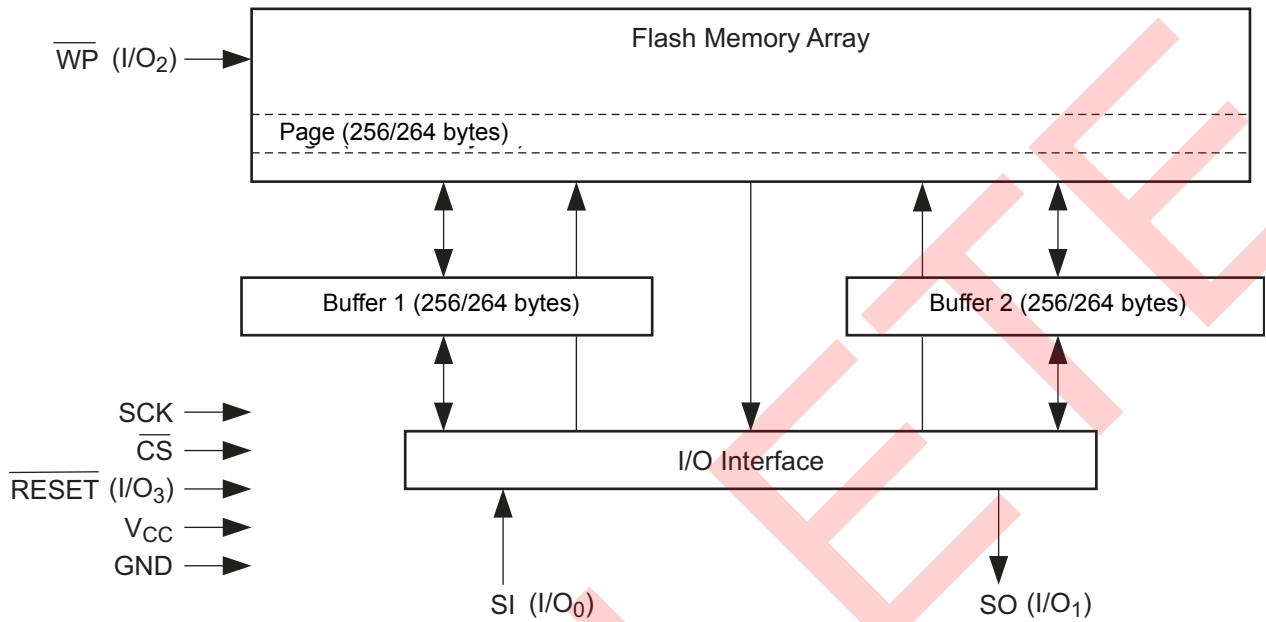 Flash Memory Array
WP (I/O2)
Page (256/264 bytes)
Buffer 1 (256/264 bytes)
Buffer 2 (256/264 bytes)
SCK
CS
RESET (I/O3)
VCC
GND
I/O Interface
SI (I/O0)
SO (I/O1)
ETE